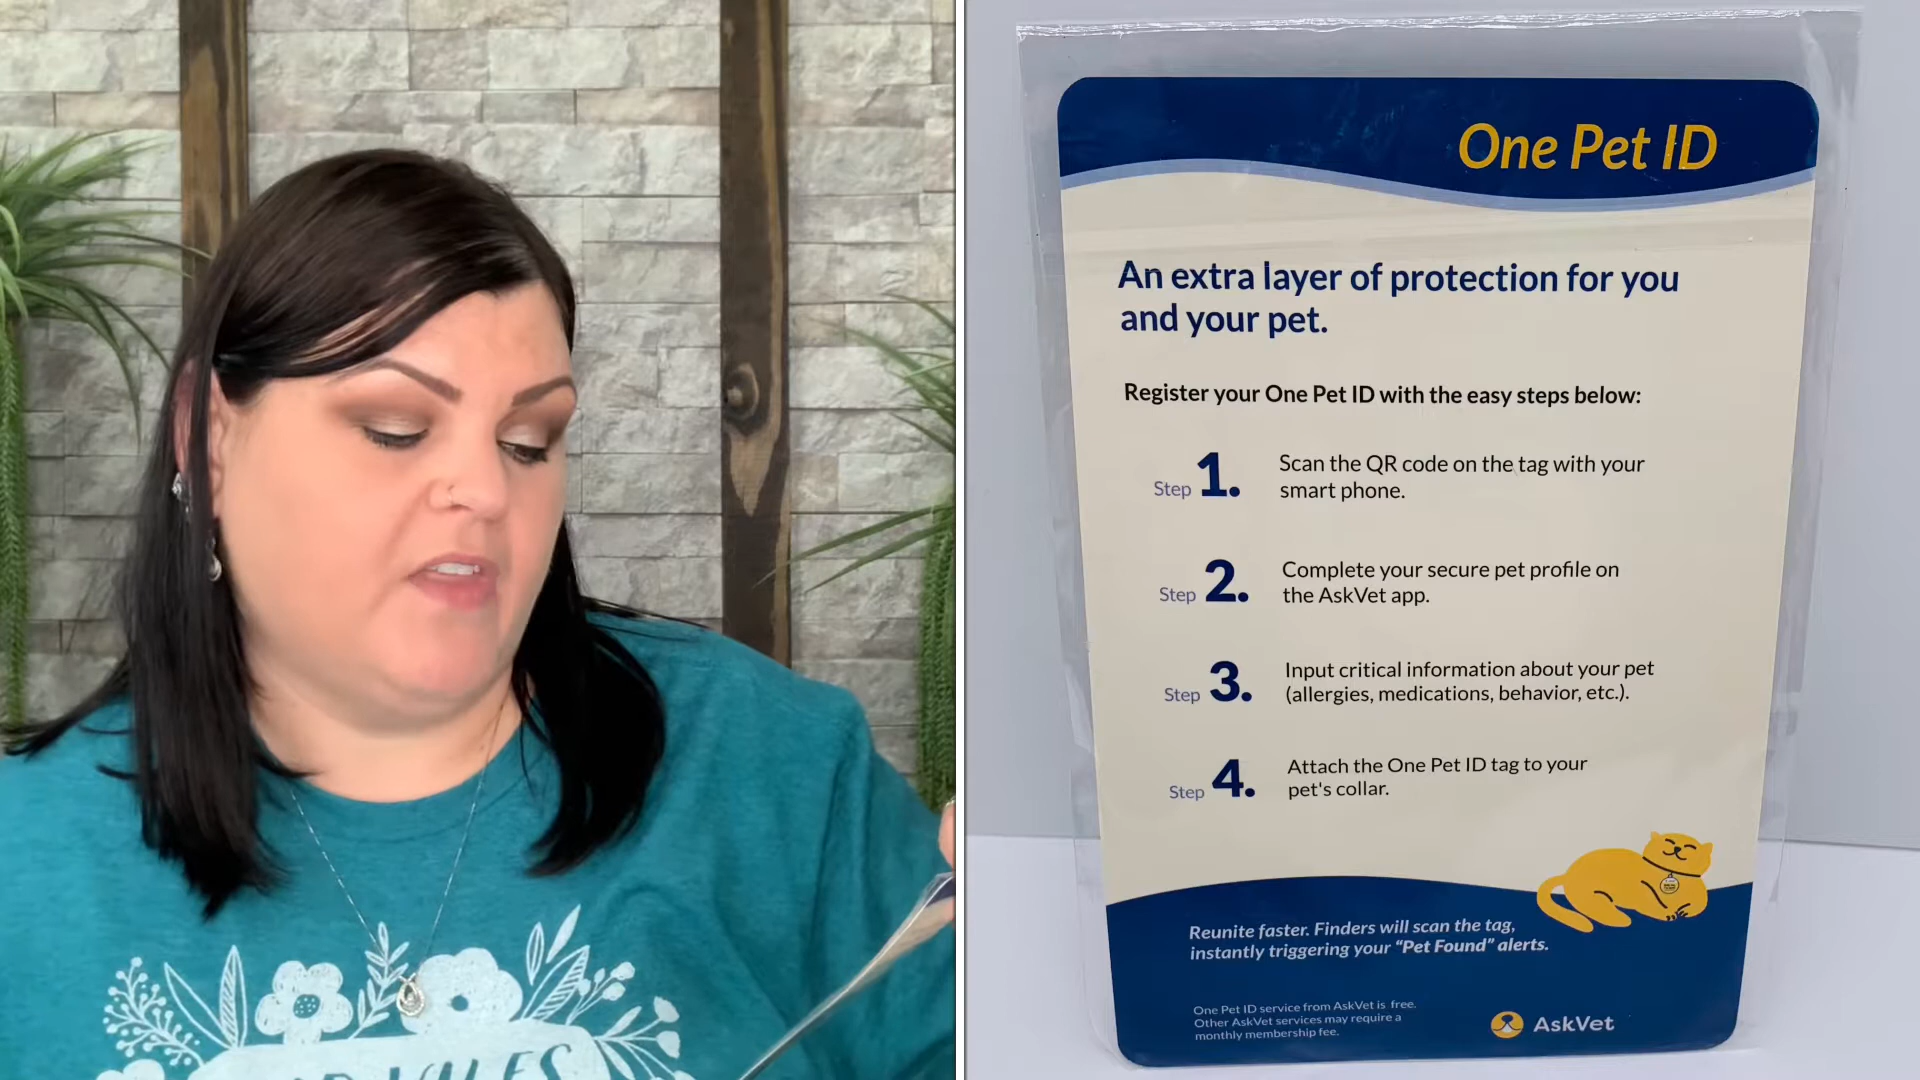 One Pet ID
An extra layer of protection for you
and your pet.
Register your One Pet ID with the easy steps below:
Step 1.
Scan the QR code on the tag with your
smart phone.
Step 2.
Complete your secure pet profile on
the AskVet app.
Step 3.
Input critical information about your pet
(allergies, medications, behavior, etc.).
Step 4.
Attach the One Pet ID tag to your
pet's collar.
Reunite faster. Finders will scan the tag,
instantly triggering your “Pet Found” alerts.
One Pet ID service from AskVet is free.
Other AskVet services may require a
monthly membership fee.
AskVet